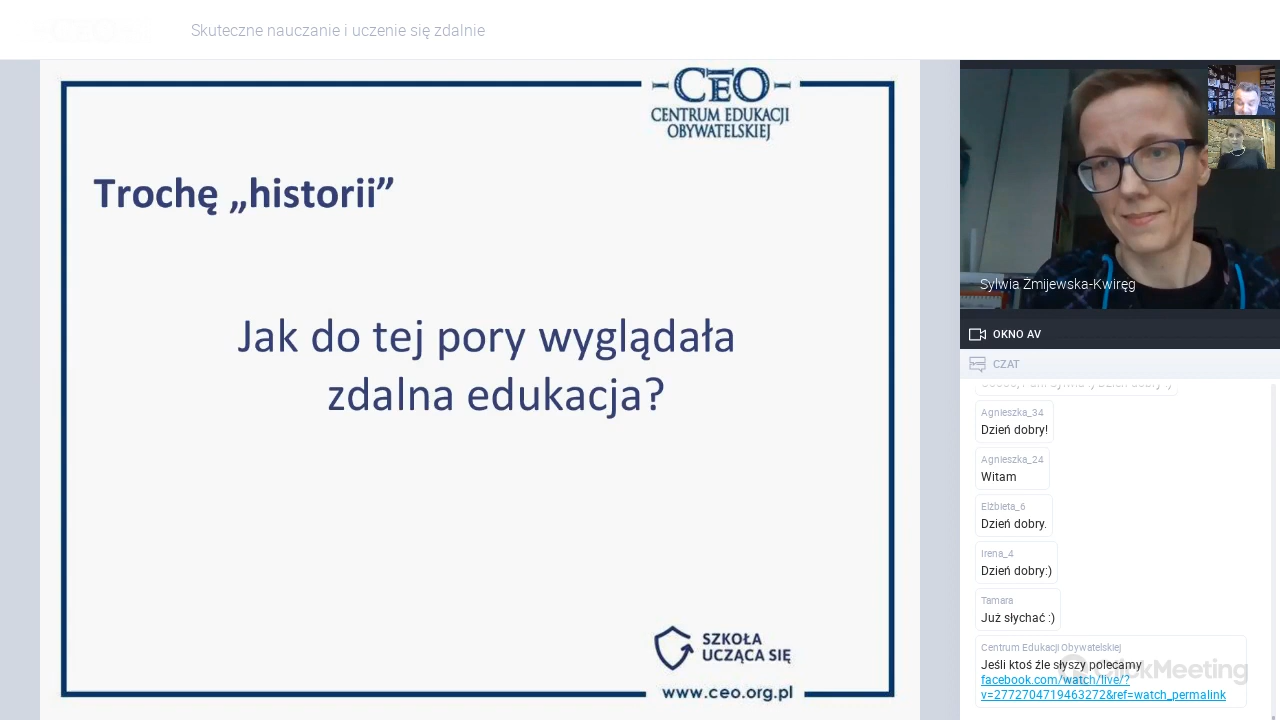 CEO
Skuteczne nauczanie i uczenie się zdalnie
CEO
CENTRUM EDUKACJI
OBYWATELSKIEJ
Trochę „historii”
Jak do tej pory wyglądała
zdalna edukacja?
SZKOŁA
UCZĄCA SIĘ
www.ceo.org.pl
Sylwia Żmijewska-Kwiręg
OKNO AV
CZAT
Agnieszka_34
Dzień dobry!
Agnieszka_24
Witam
Elżbieta_6
Dzień dobry.
Irena_4
Dzień dobry:)
Tamara
Już słychać :)
Centrum Edukacji Obywatelskiej
Jeśli ktoś źle słyszy polecamy
facebook.com/watch/live/?
v=2772704719463272&ref=watch_permalink
ClickMeeting